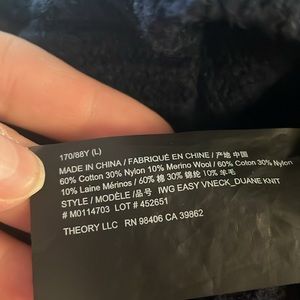 170/88Y (L)
MADE IN CHINA / FABRIQUÉ EN CHINE / 产地 中国
60% Cotton 30% Nylon 10% Merino Wool / 60% Coton 30% Nylon
10% Laine Mérinos / 60% 棉 30% 錦纶 10% 羊毛
STYLE / MODÈLE /品号 IWG EASY VNECK_DUANE KNIT
# M0114703 LOT # 452651
THEORY LLC RN 98406 CA 39862